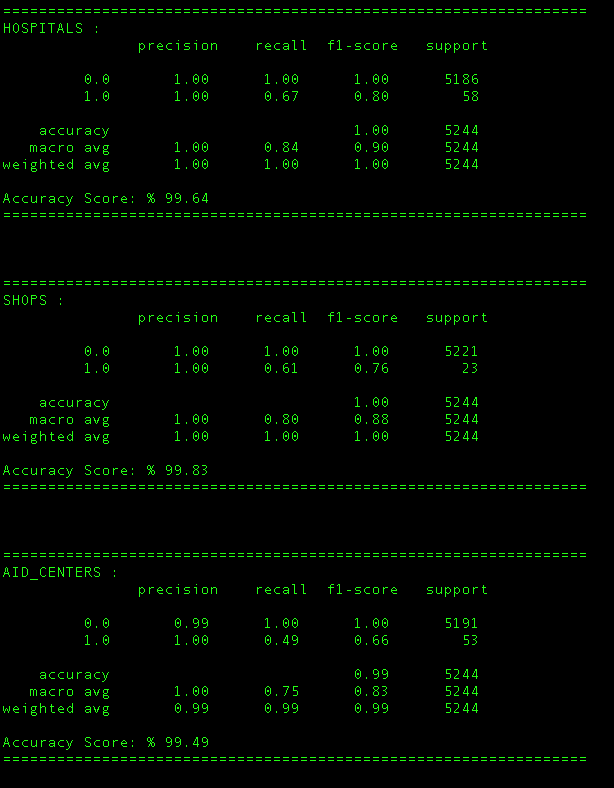 =================================================================
HOSPITALS :
               precision    recall  f1-score   support

         0.0       1.00      1.00      1.00      5186
         1.0       1.00      0.67      0.80        58

    accuracy                           1.00      5244
   macro avg       1.00      0.84      0.90      5244
weighted avg       1.00      1.00      1.00      5244

Accuracy Score: % 99.64
=================================================================

=================================================================
SHOPS :
               precision    recall  f1-score   support

         0.0       1.00      1.00      1.00      5221
         1.0       1.00      0.61      0.76        23

    accuracy                           1.00      5244
   macro avg       1.00      0.80      0.88      5244
weighted avg       1.00      1.00      1.00      5244

Accuracy Score: % 99.83
=================================================================

=================================================================
AID_CENTERS :
               precision    recall  f1-score   support

         0.0       0.99      1.00      1.00      5191
         1.0       1.00      0.49      0.66        53

    accuracy                           0.99      5244
   macro avg       1.00      0.75      0.83      5244
weighted avg       0.99      0.99      0.99      5244

Accuracy Score: % 99.49
=================================================================